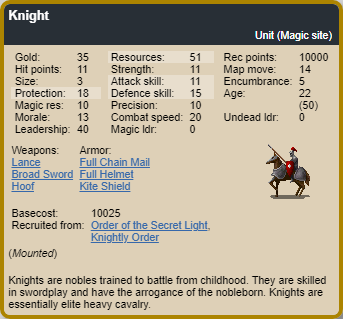 Knight
Unit (Magic site)
Gold: 35 Resources: 51 Rec points: 10000
Hit points: 11 Strength: 11 Map move: 14
Size: 3 Attack skill: 11 Encumbrance: 5
Protection: 18 Defence skill: 15 Age: 22
Magic res: 10 Precision: 10 (50)
Morale: 13 Combat speed: 20 Undead ldr: 0
Leadership: 40 Magic ldr: 0
Weapons: Armor:
Lance Full Chain Mail
Broad Sword Full Helmet
Hoof Kite Shield
Basecost: 10025
Recruited from: Order of the Secret Light,
Knightly Order
(Mounted)
Knights are nobles trained to battle from childhood. They are skilled
in swordplay and have the arrogance of the nobleborn. Knights are
essentially elite heavy cavalry.